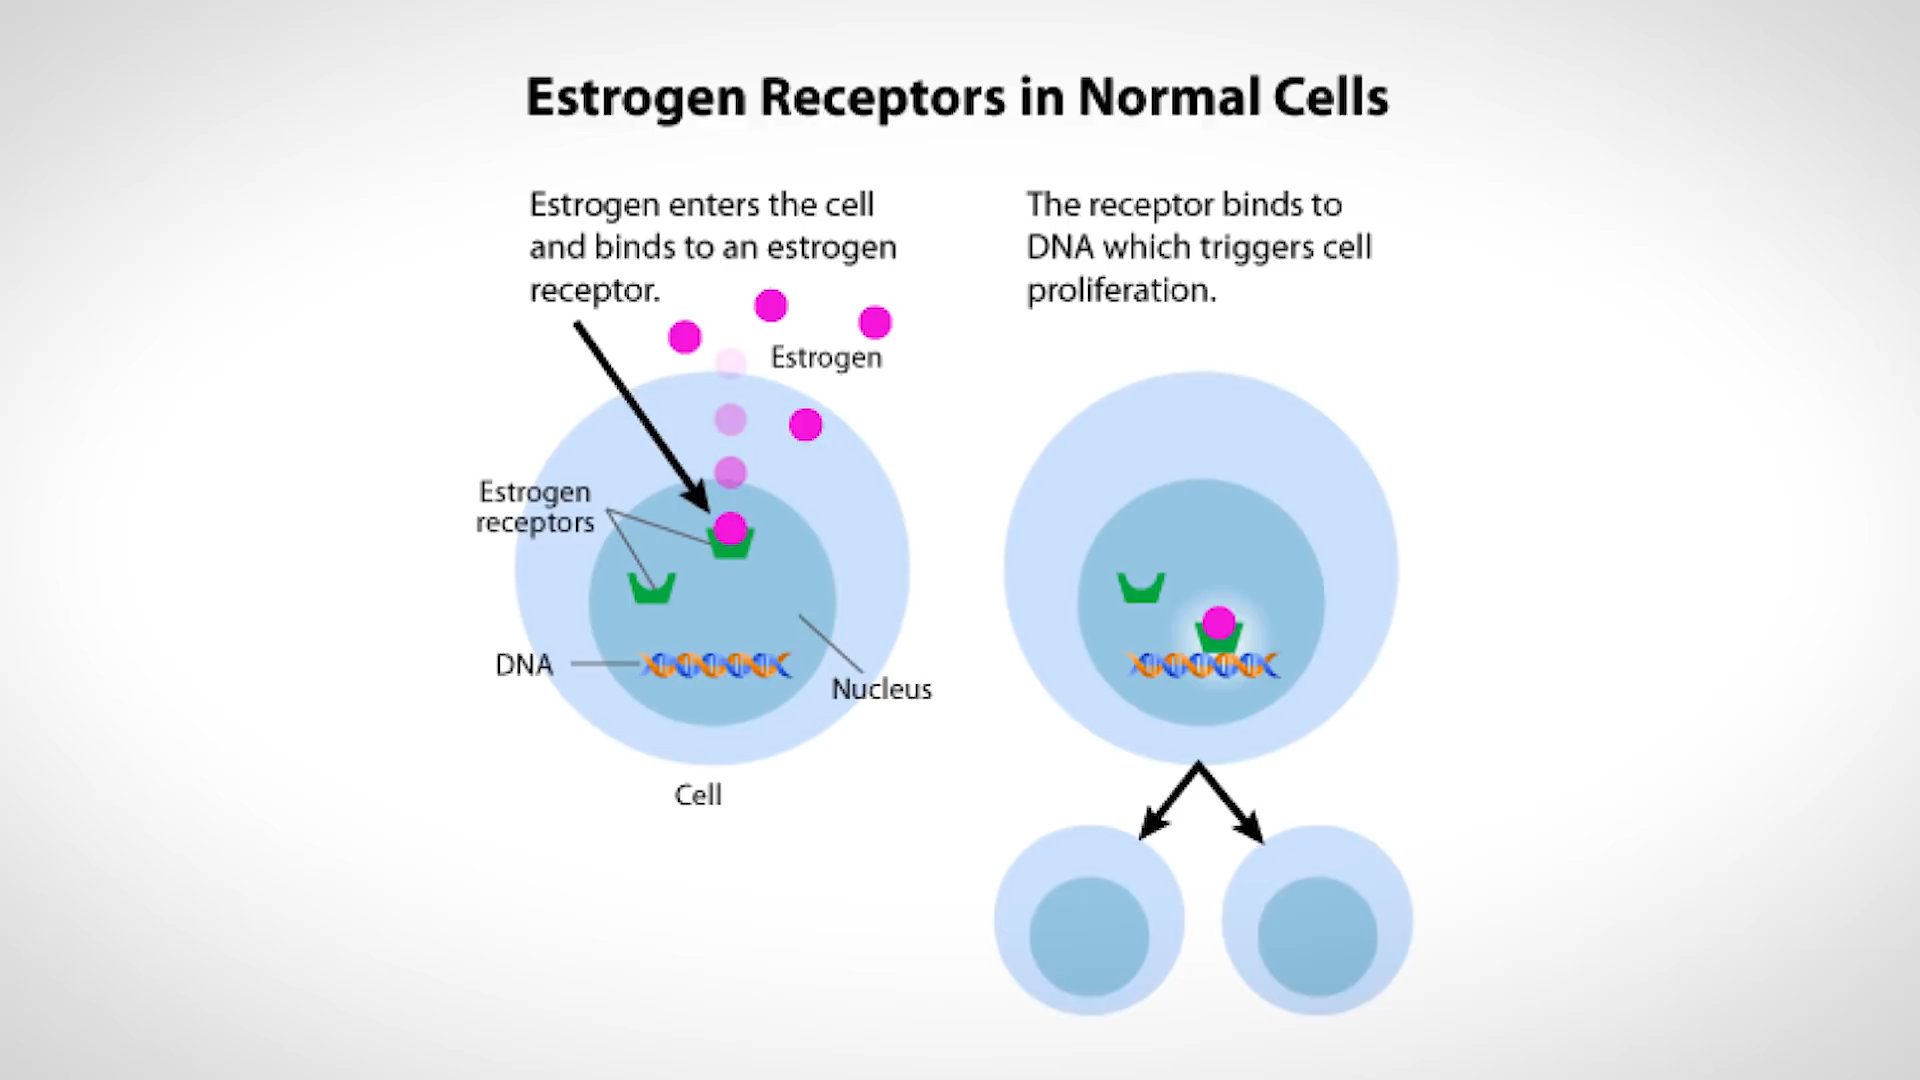 Estrogen Receptors in Normal Cells
Estrogen enters the cell
and binds to an estrogen
receptor.
The receptor binds to
DNA which triggers cell
proliferation.
Estrogen
Estrogen
receptors
DNA
Nucleus
Cell